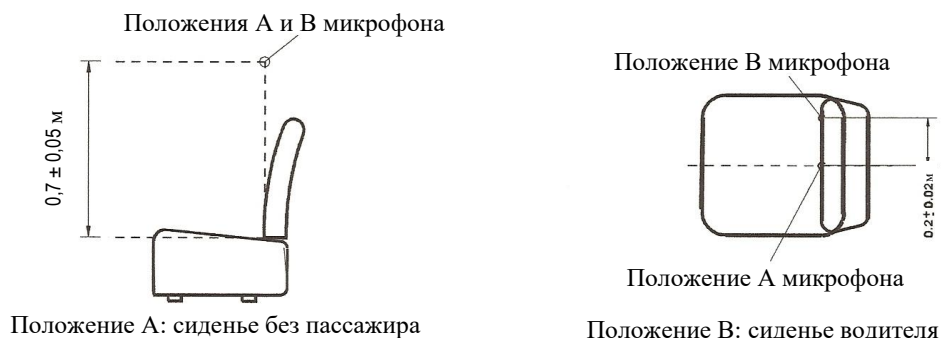 Положения А и В микрофона
0,7 ± 0,05 м
Положение А: сиденье без пассажира
Положение В микрофона
0.2± 0.02м
Положение А микрофона
Положение В: сиденье водителя